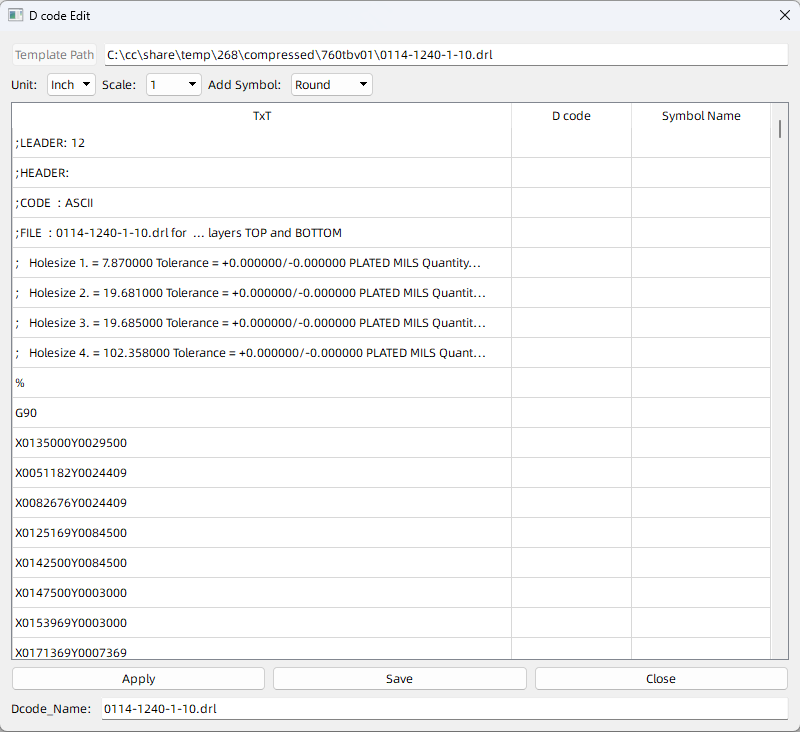 D code Edit
Template Path C:\cc\share\temp\268\compressed\760tbv01\0114-1240-1-10.drl
Unit: Inch Scale: 1 Add Symbol: Round
TxT D code Symbol Name
;LEADER: 12
;HEADER:
;CODE : ASCII
;FILE : 0114-1240-1-10.drl for ... layers TOP and BOTTOM
; Holesize 1. = 7.870000 Tolerance = +0.000000/-0.000000 PLATED MILS Quantity...
; Holesize 2. = 19.681000 Tolerance = +0.000000/-0.000000 PLATED MILS Quantit...
; Holesize 3. = 19.685000 Tolerance = +0.000000/-0.000000 PLATED MILS Quantit...
; Holesize 4. = 102.358000 Tolerance = +0.000000/-0.000000 PLATED MILS Quant...
%
G90
X0135000Y0029500
X0051182Y0024409
X0082676Y0024409
X0125169Y0084500
X0142500Y0084500
X0147500Y0003000
X0153969Y0003000
X0171369Y0007369
Apply Save Close
Dcode_Name: 0114-1240-1-10.drl